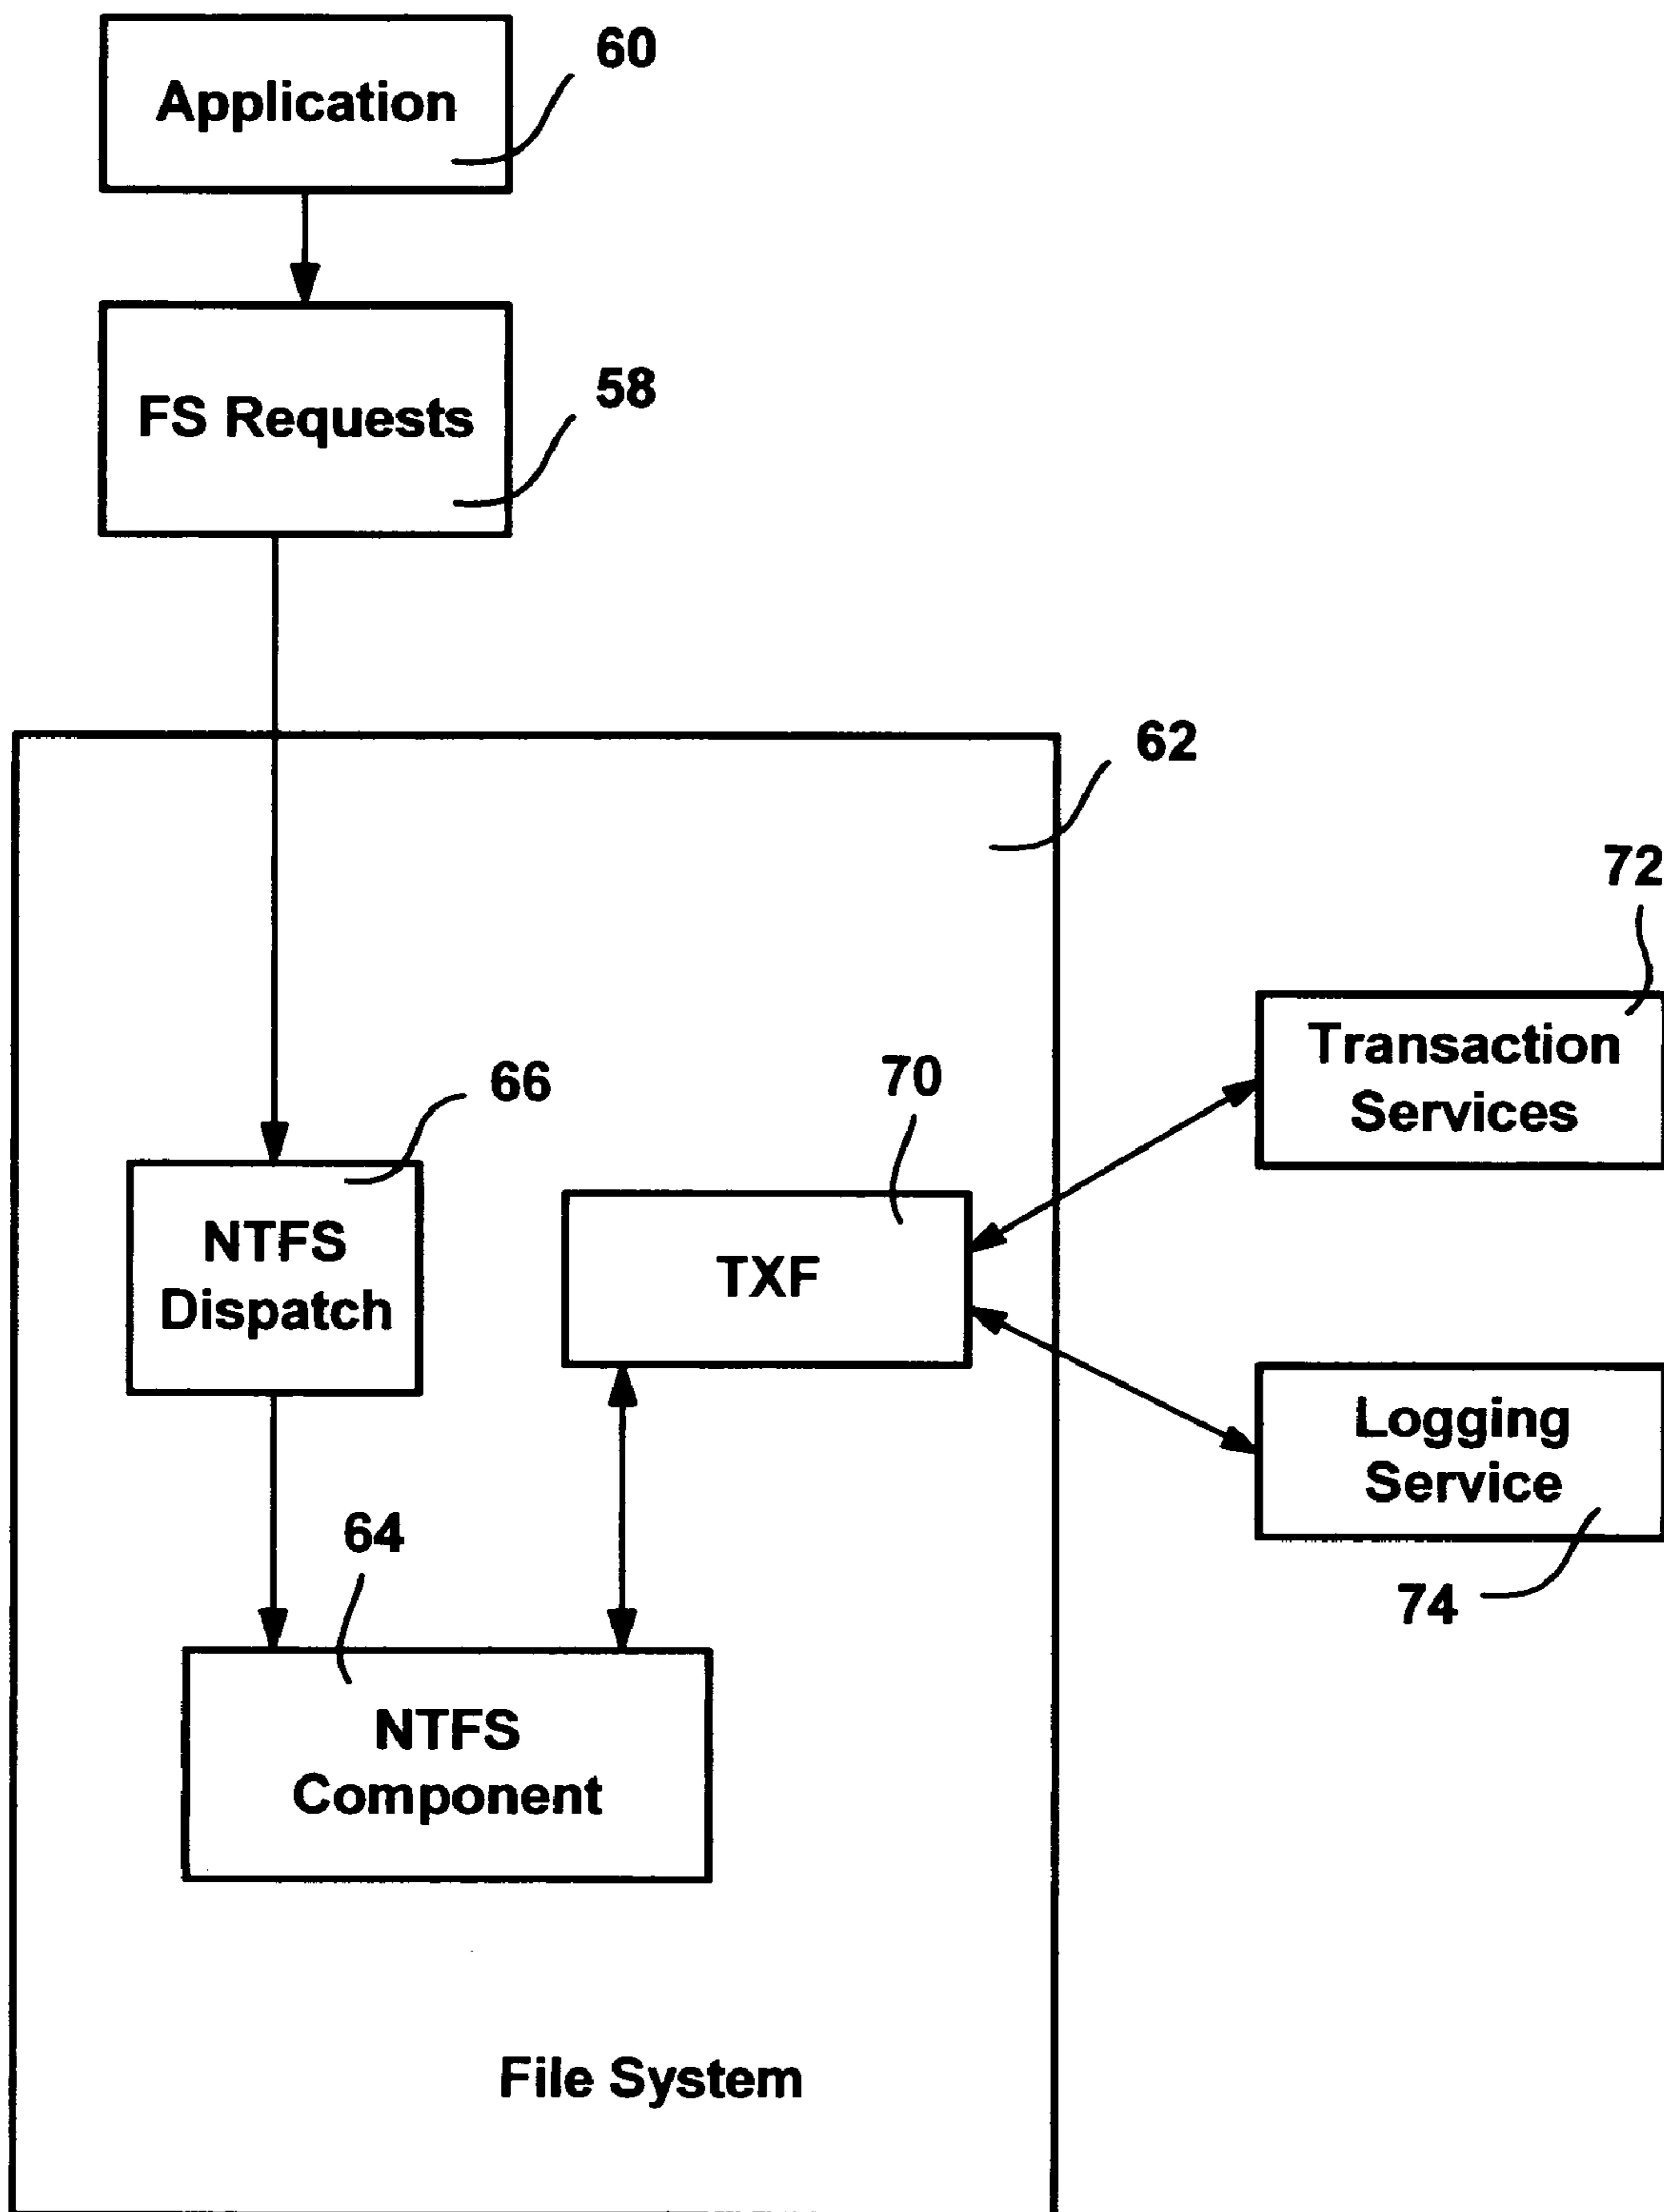 60
Application
58
FS Requests
62
72
Transaction
Services
66
70
NTFS
Dispatch
TXF
Logging
Service
64
74
NTFS
Component
File System